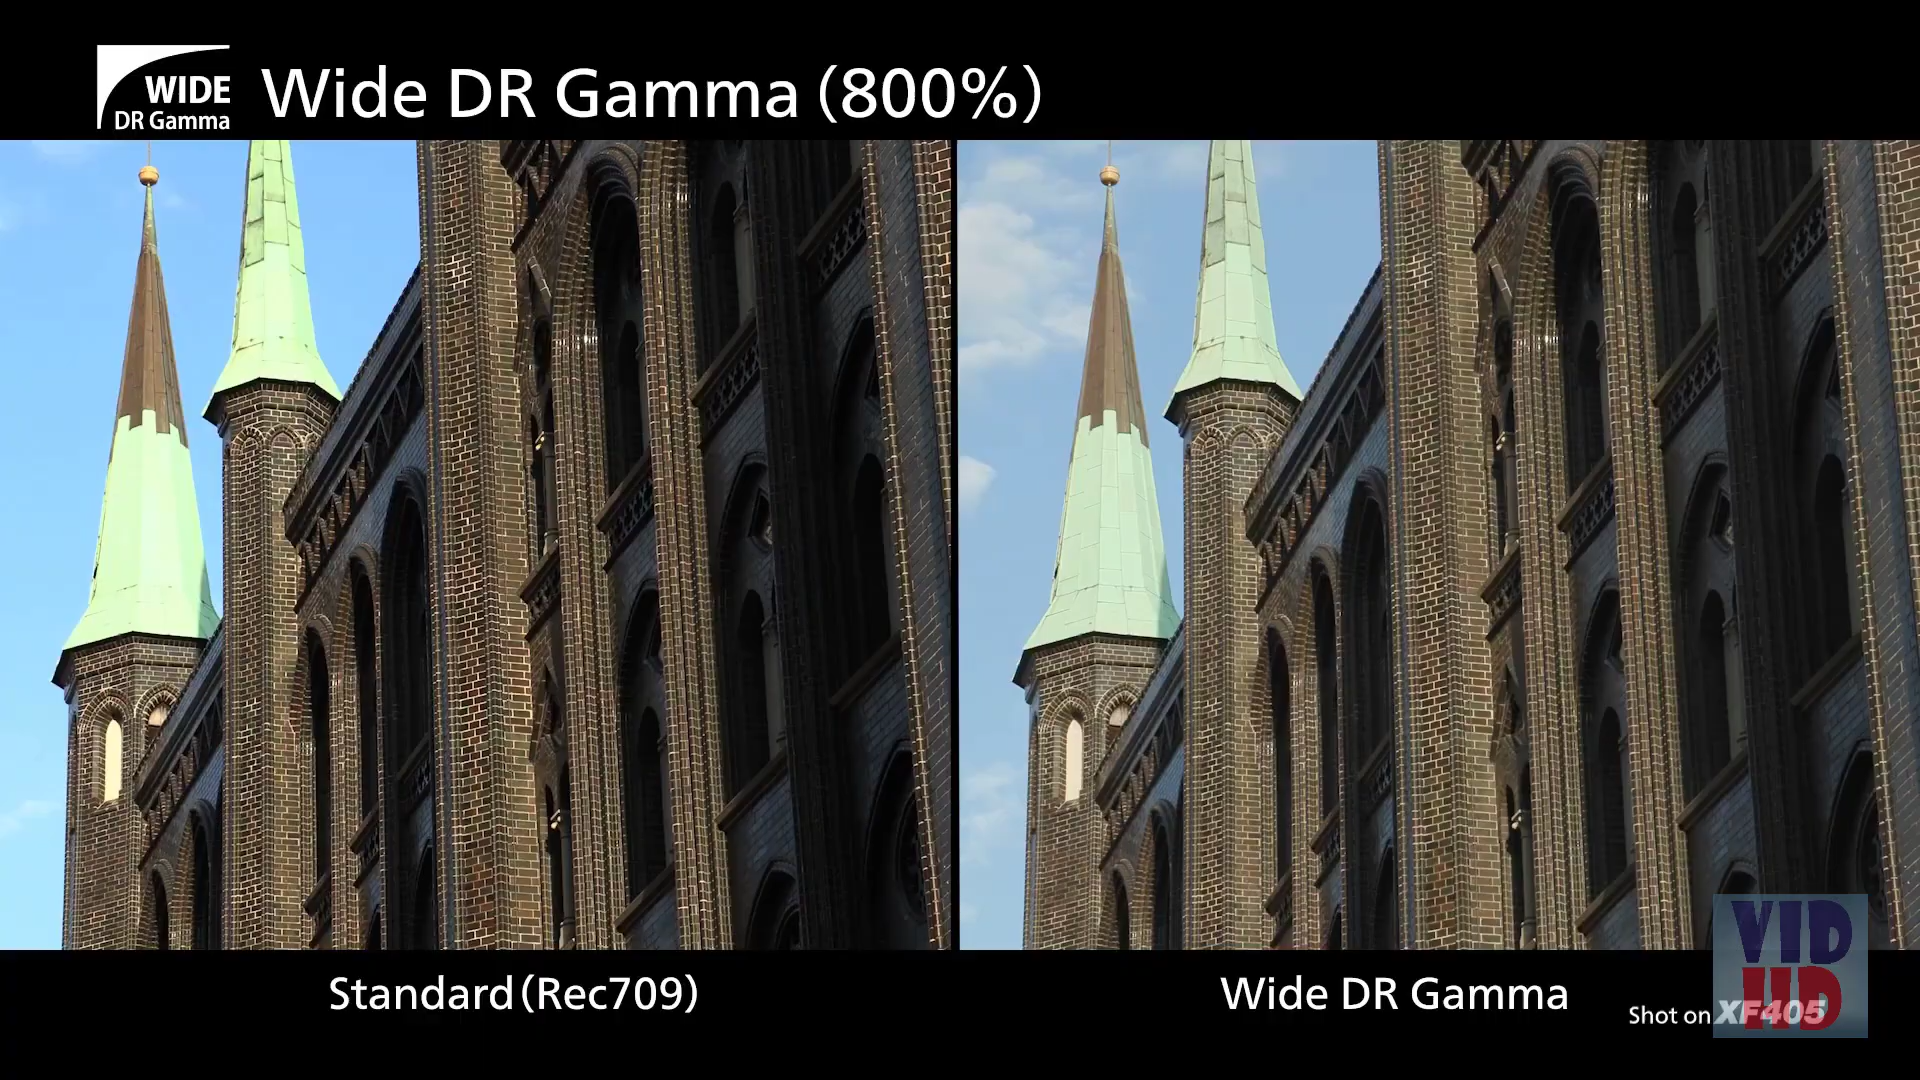 WIDE
DR Gamma
Wide DR Gamma (800%)
Standard (Rec709)
Wide DR Gamma
Shot on XF405
VID
HD